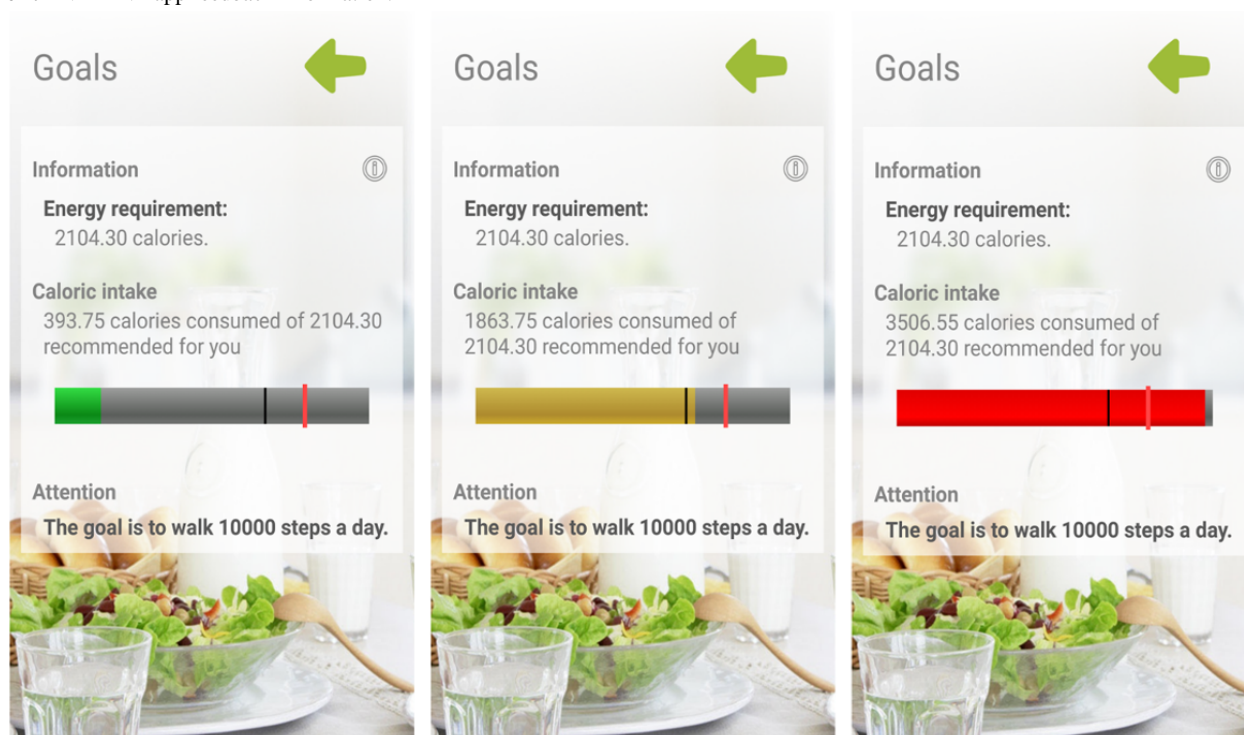 Goals
Information
Energy requirement:
2104.30 calories.
Caloric intake
393.75 calories consumed of 2104.30
recommended for you
Attention
The goal is to walk 10000 steps a day.
Goals
Information
Energy requirement:
2104.30 calories.
Caloric intake
1863.75 calories consumed of
2104.30 recommended for you
Attention
The goal is to walk 10000 steps a day.
Goals
Information
Energy requirement:
2104.30 calories.
Caloric intake
3506.55 calories consumed of
2104.30 recommended for you
Attention
The goal is to walk 10000 steps a day.